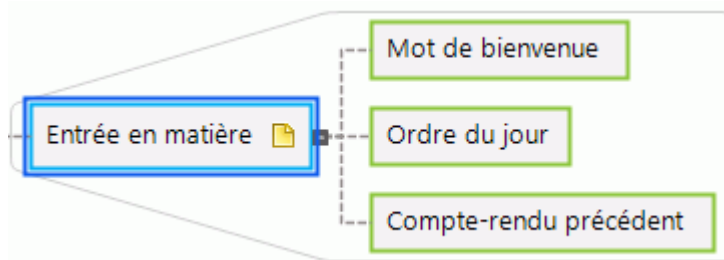 Mot de bienvenue
Entrée en matière
Ordre du jour
Compte-rendu précédent